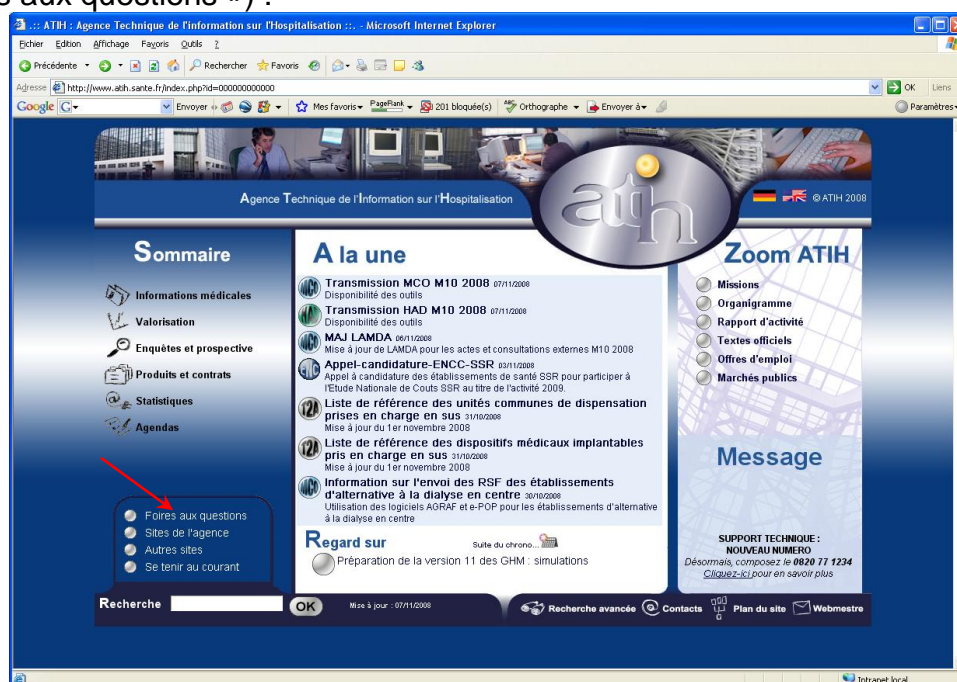 s aux questions ») :
.:: ATIH : Agence Technique de l'information sur l'Hospitalisation ::. - Microsoft Internet Explorer
Fichier Edition Affichage Favoris Outils ?
Précédente Rechercher Favoris
Adresse http://www.atih.sante.fr/index.php?id=000000000000 OK Liens
Google G Envoyer Mes favoris PageRank 201 bloquée(s) Orthographe Envoyer à Paramètres
Agence Technique de l'Information sur l'Hospitalisation
atih
© ATIH 2008
Sommaire
Informations médicales
Valorisation
Enquêtes et prospective
Produits et contrats
Statistiques
Agendas
Foires aux questions
Sites de l'agence
Autres sites
Se tenir au courant
A la une
MCO Transmission MCO M10 2008 07/11/2008
Disponibilité des outils
HAD Transmission HAD M10 2008 07/11/2008
Disponibilité des outils
MCO MAJ LAMDA 06/11/2008
Mise à jour de LAMDA pour les actes et consultations externes M10 2008
Appel-candidature-ENCC-SSR 03/11/2008
Appel à candidature des établissements de santé SSR pour participer à
l'Etude Nationale de Couts SSR au titre de l'activité 2009.
T2A Liste de référence des unités communes de dispensation
prises en charge en sus 31/10/2008
Mise à jour du 1er novembre 2008
T2A Liste de référence des dispositifs médicaux implantables
pris en charge en sus 31/10/2008
Mise à jour du 1er novembre 2008
MCO Information sur l'envoi des RSF des établissements
d'alternative à la dialyse en centre 30/10/2008
Utilisation des logiciels AGRAF et e-POP pour les établissements d'alternative
à la dialyse en centre
Regard sur Suite du chrono...
Préparation de la version 11 des GHM : simulations
Zoom ATIH
Missions
Organigramme
Rapport d'activité
Textes officiels
Offres d'emploi
Marchés publics
Message
SUPPORT TECHNIQUE :
NOUVEAU NUMERO
Désormais, composez le 0820 77 1234
Cliquez-ici pour en savoir plus
Recherche OK Mise à jour : 07/11/2008 Recherche avancée Contacts Plan du site Webmestre
Intranet local